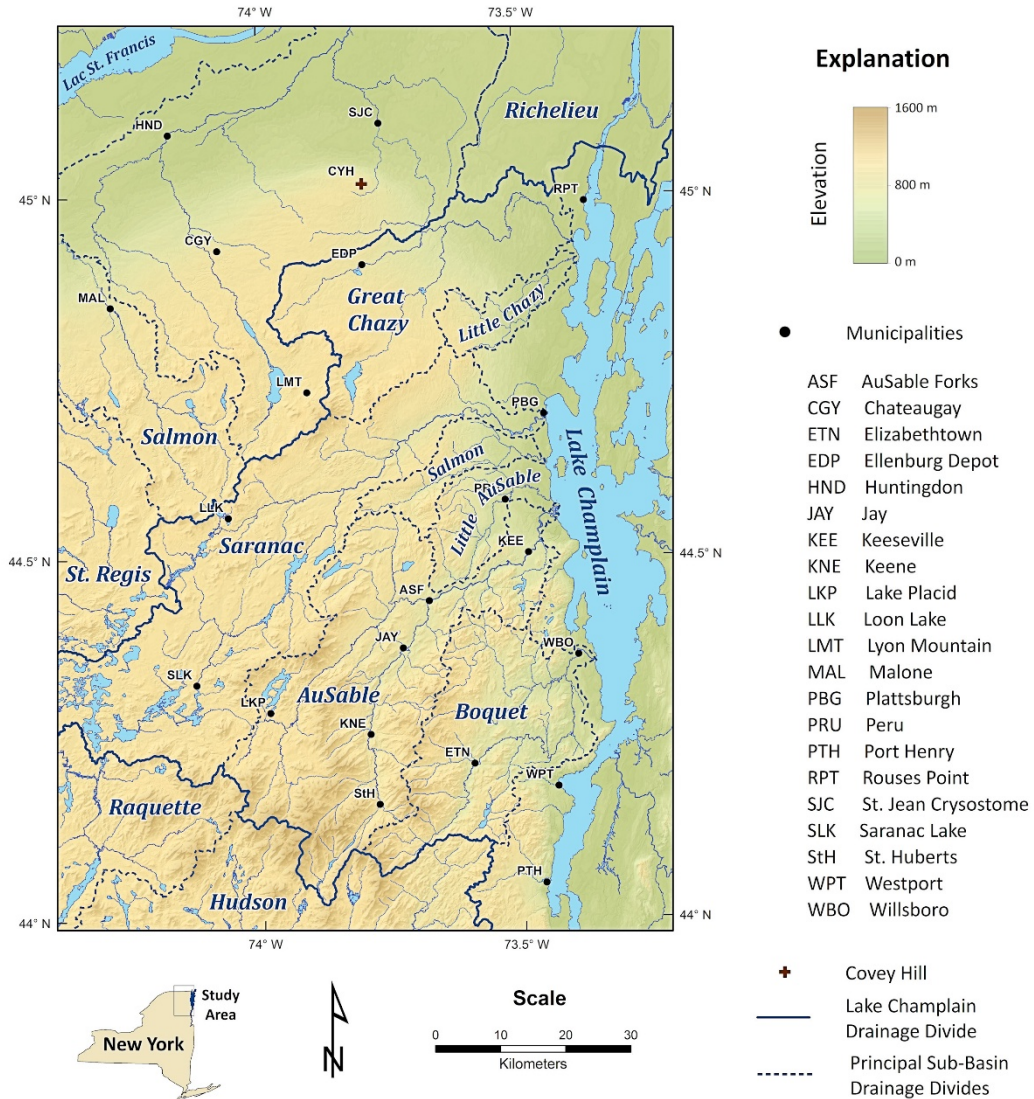 74° W
73.5° W
Lac St. Francis
HND
SJC
Richelieu
CYH
RPT
45° N
45° N
CGY
EDP
MAL
Great
Chazy
Little Chazy
LMT
PBG
Salmon
Salmon
Lake Champlain
Little AuSable
PR
LLK
Saranac
KEE
44.5° N
44.5° N
St. Regis
ASF
JAY
WBO
SLK
LKP
AuSable
Boquet
KNE
ETN
WPT
StH
Raquette
PTH
Hudson
44° N
44° N
74° W
73.5° W
Explanation
Elevation
1600 m
800 m
0 m
Municipalities
ASF AuSable Forks
CGY Chateaugay
ETN Elizabethtown
EDP Ellenburg Depot
HND Huntingdon
JAY Jay
KEE Keeseville
KNE Keene
LKP Lake Placid
LLK Loon Lake
LMT Lyon Mountain
MAL Malone
PBG Plattsburgh
PRU Peru
PTH Port Henry
RPT Rouses Point
SJC St. Jean Crysostome
SLK Saranac Lake
StH St. Huberts
WPT Westport
WBO Willsboro
Covey Hill
Lake Champlain
Drainage Divide
Principal Sub-Basin
Drainage Divides
Study
Area
New York
N
Scale
0 10 20 30
Kilometers